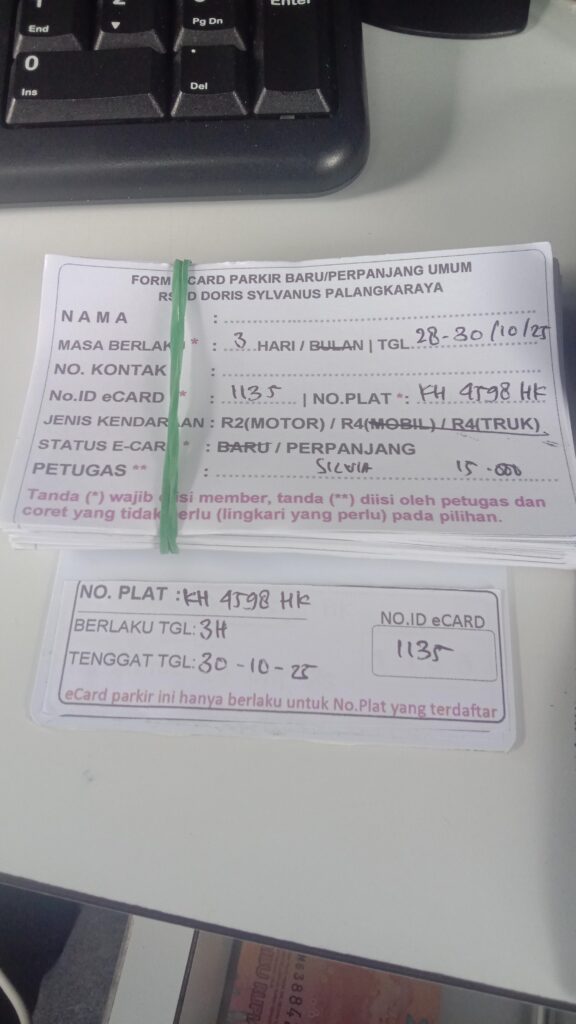 1
End
2
Pg Dn
Enter
0
Ins
.
Del
FORM CARD PARKIR BARU/PERPANJANG UMUM
RS D DORIS SYLVANUS PALANGKARAYA
NAMA :
MASA BERLAKU * : 3 HARI / BULAN | TGL 28-30/10/25
NO. KONTAK :
No.ID eCARD * : 1135 | NO.PLAT *: KH 4598 HK
JENIS KENDARAAN : R2(MOTOR) / R4(MOBIL) / R4(TRUK)
STATUS E-CAR * : BARU / PERPANJANG
PETUGAS ** : SILVIA 15.000
Tanda (*) wajib diisi member, tanda (**) diisi oleh petugas dan
coret yang tidak perlu (lingkari yang perlu) pada pilihan.
NO. PLAT : KH 4598 HK
BERLAKU TGL: 3H
NO.ID eCARD
1135
TENGGAT TGL: 30-10-25
eCard parkir ini hanya berlaku untuk No.Plat yang terdaftar